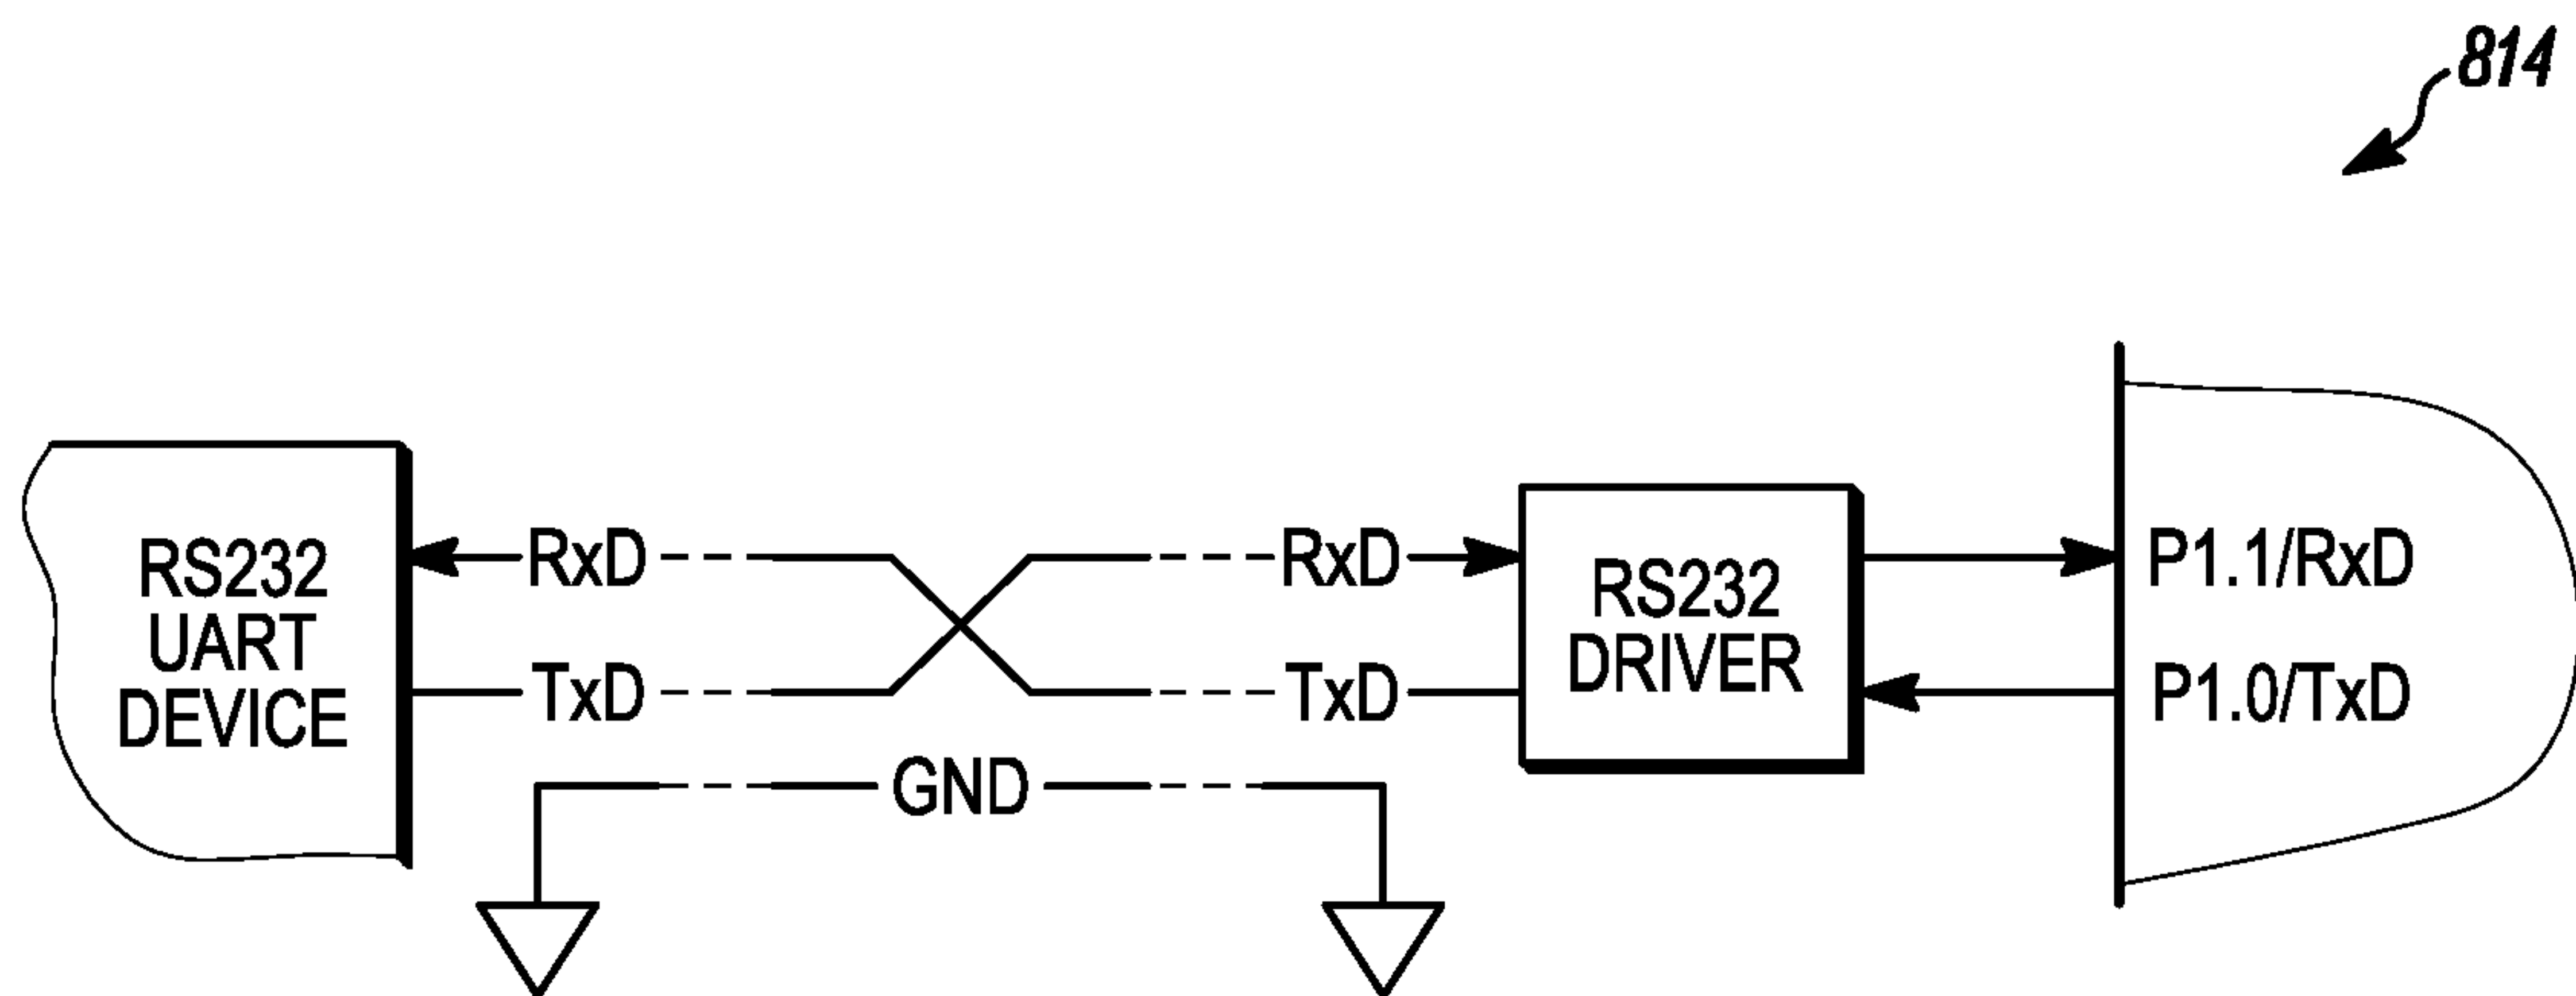 814
RS232
UART
DEVICE
RxD
TxD
GND
RxD
TxD
RS232
DRIVER
P1.1/RxD
P1.0/TxD